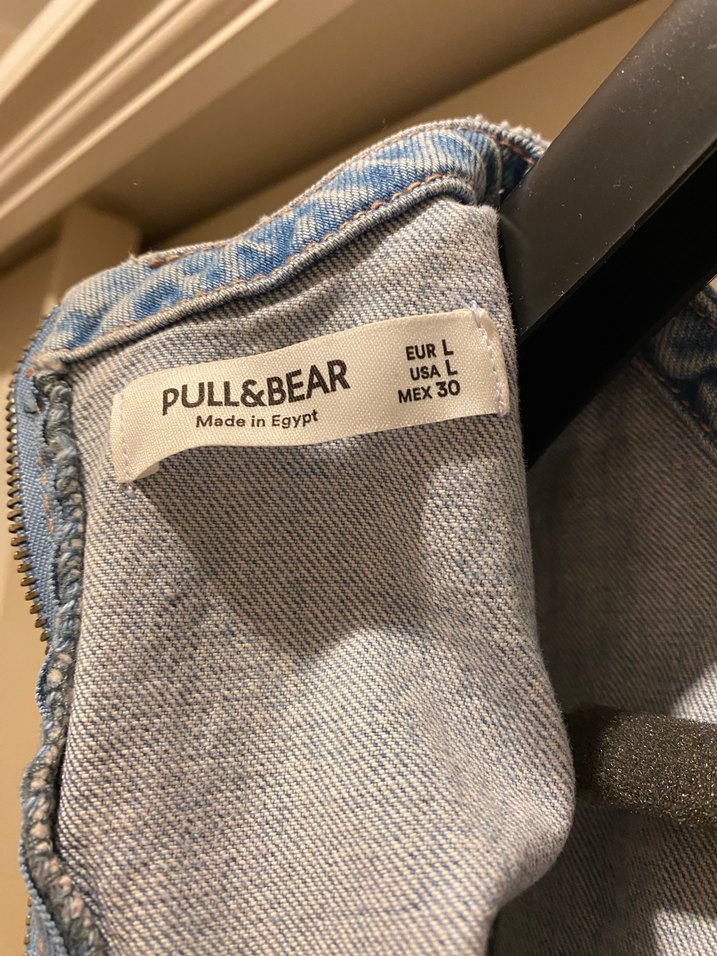 PULL&BEAR
Made in Egypt
EUR L
USA L
MEX 30